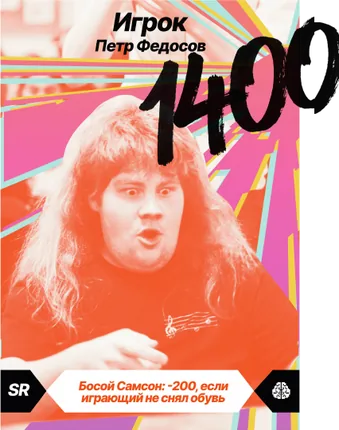 Игрок
Петр Федосов
1400
SR
Босой Самсон: -200, если
играющий не снял обувь